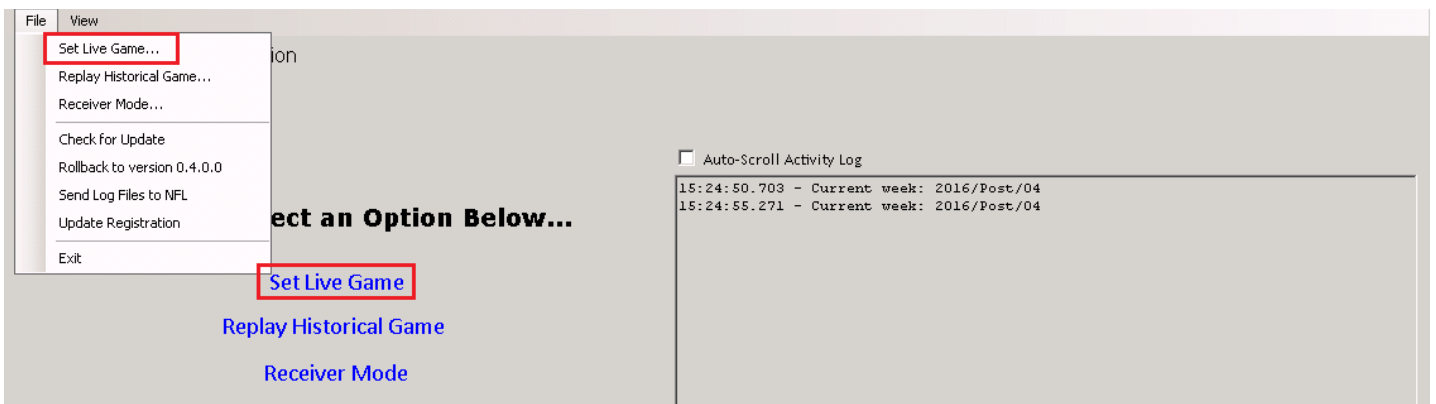 File View
Set Live Game...
Replay Historical Game...
Receiver Mode...
Check for Update
Rollback to version 0.4.0.0
Send Log Files to NFL
Update Registration
Exit
ect an Option Below...
Set Live Game
Replay Historical Game
Receiver Mode
Auto-Scroll Activity Log
15:24:50.703 - Current week: 2016/Post/04
15:24:55.271 - Current week: 2016/Post/04